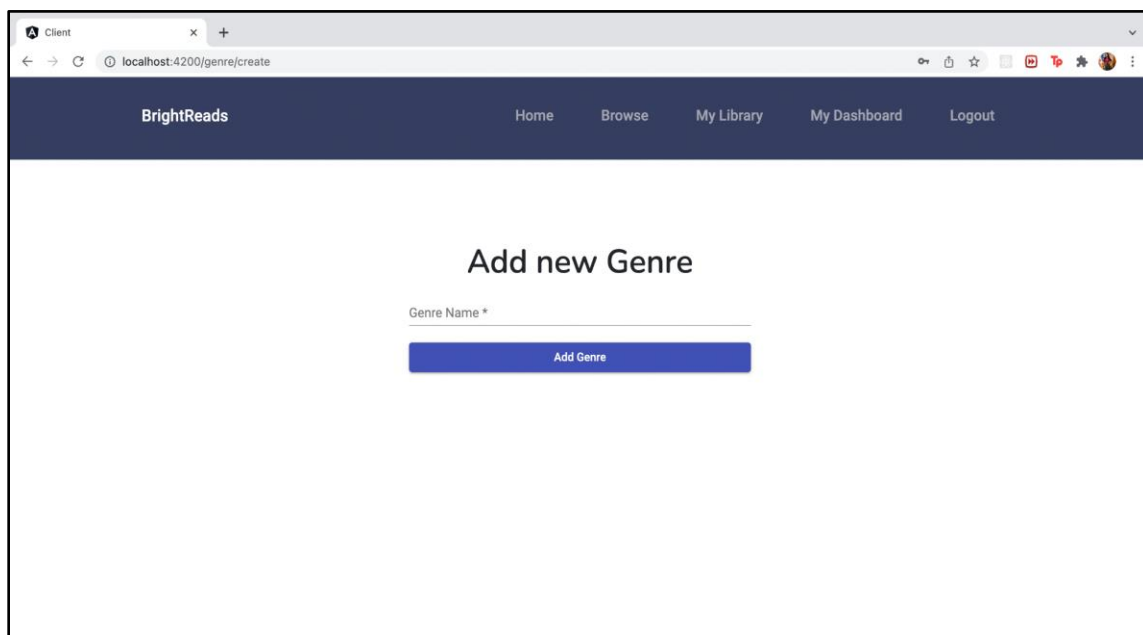 Client
localhost:4200/genre/create
Tp
BrightReads Home Browse My Library My Dashboard Logout
Add new Genre
Genre Name *
Add Genre